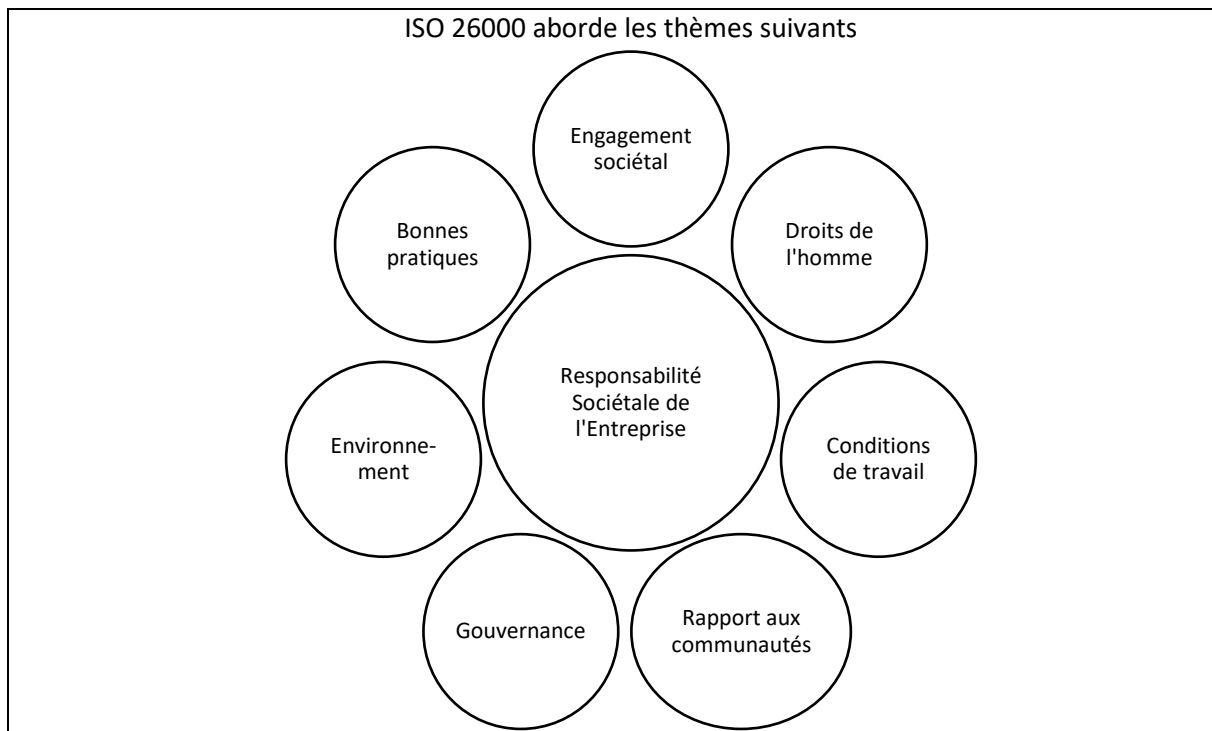 ISO 26000 aborde les thèmes suivants
Engagement
sociétal
Bonnes
pratiques
Droits de
l'homme
Responsabilité
Sociétale de
l'Entreprise
Environne-
ment
Conditions
de travail
Gouvernance
Rapport aux
communautés